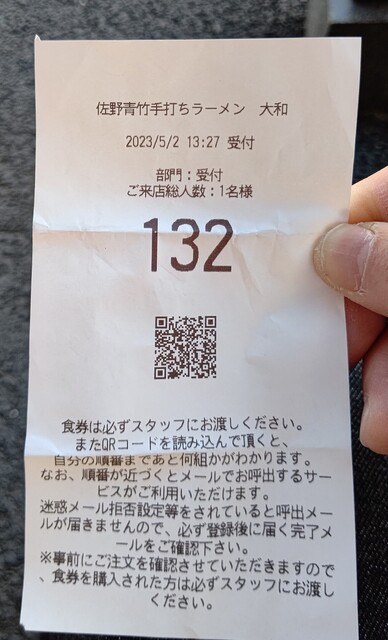 佐野青竹手打ちラーメン　大和
2023/5/2 13:27 受付
部門：受付
ご来店総人数：1名様
132
食券は必ずスタッフにお渡しください。
またQRコードを読み込んで頂くと、
自分の順番まであと何組かがわかります。
なお、順番が近づくとメールでお呼出するサー
ビスがご利用いただけます。
迷惑メール拒否設定等をされていると呼出メー
ルが届きませんので、必ず登録後に届く完了メ
ールをご確認下さい。
※事前にご注文を確認させていただきますので
、食券を購入された方は必ずスタッフにお渡し
ください。